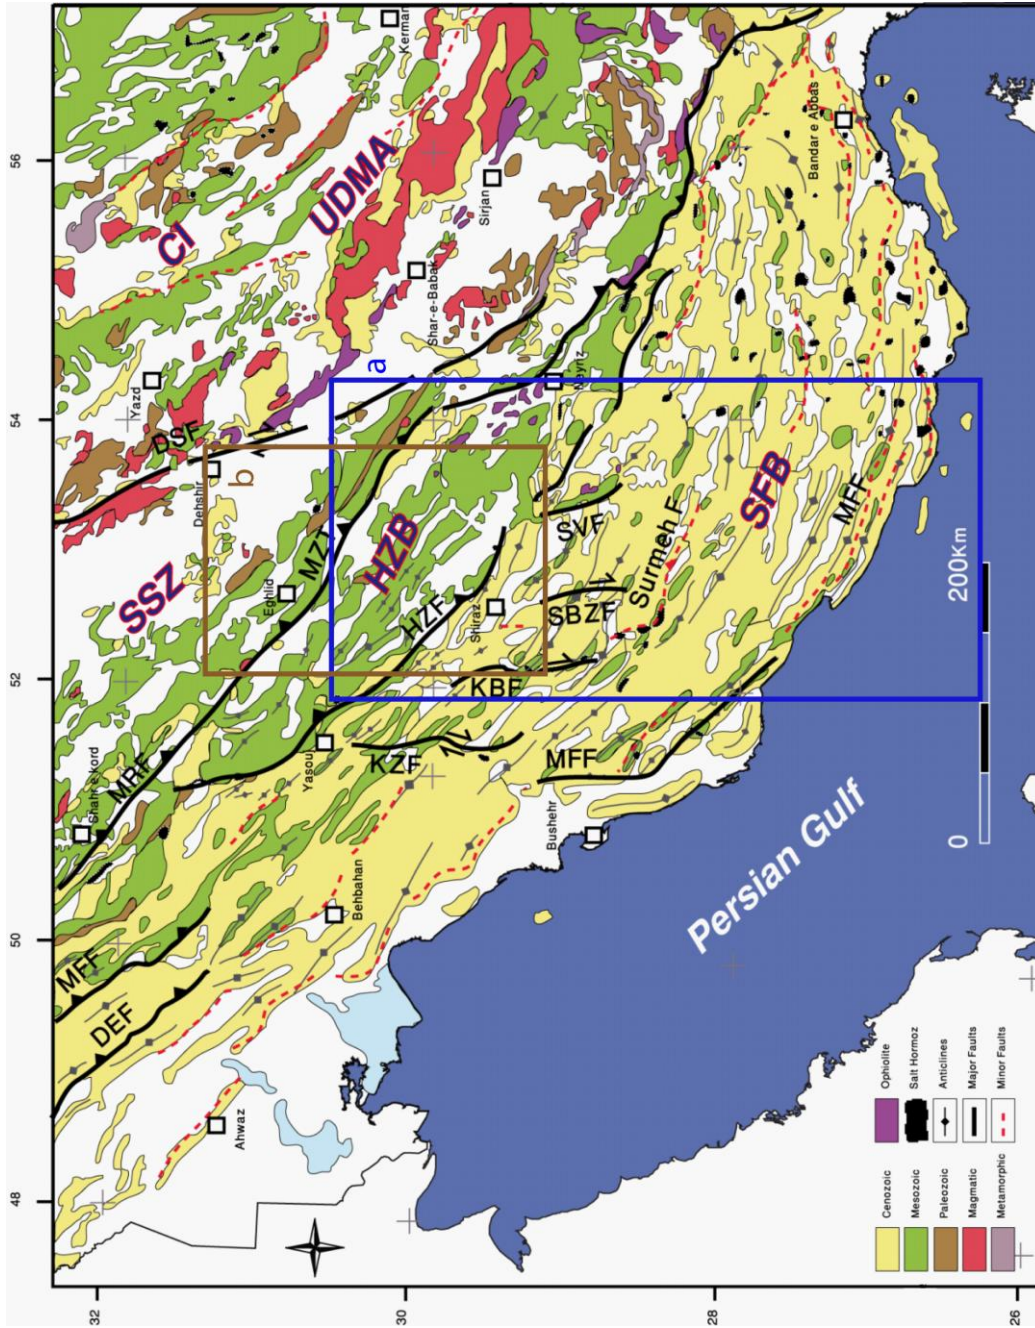 Kerman
56
CI
UDMA
Bandar e Abbas
Sirjan
Shar-e-Babak
Yazd
a
Neyriz
54
DSF
Dehshir
b
SSZ
MZT
HZB
SVF
SFB
MFF
Surmeh F.
Eghlid
HZF
Shiraz
SBZF
200Km
52
KBF
Shahr e kord
MRF
Yasouj
KZF
MFF
Bushehr
0
Behbahan
Persian Gulf
50
MFF
DEF
Ahwaz
48
Cenozoic
Mesozoic
Paleozoic
Magmatic
Metamorphic
Ophiolite
Salt Hormoz
Anticlines
Major Faults
Minor Faults
32
30
28
26